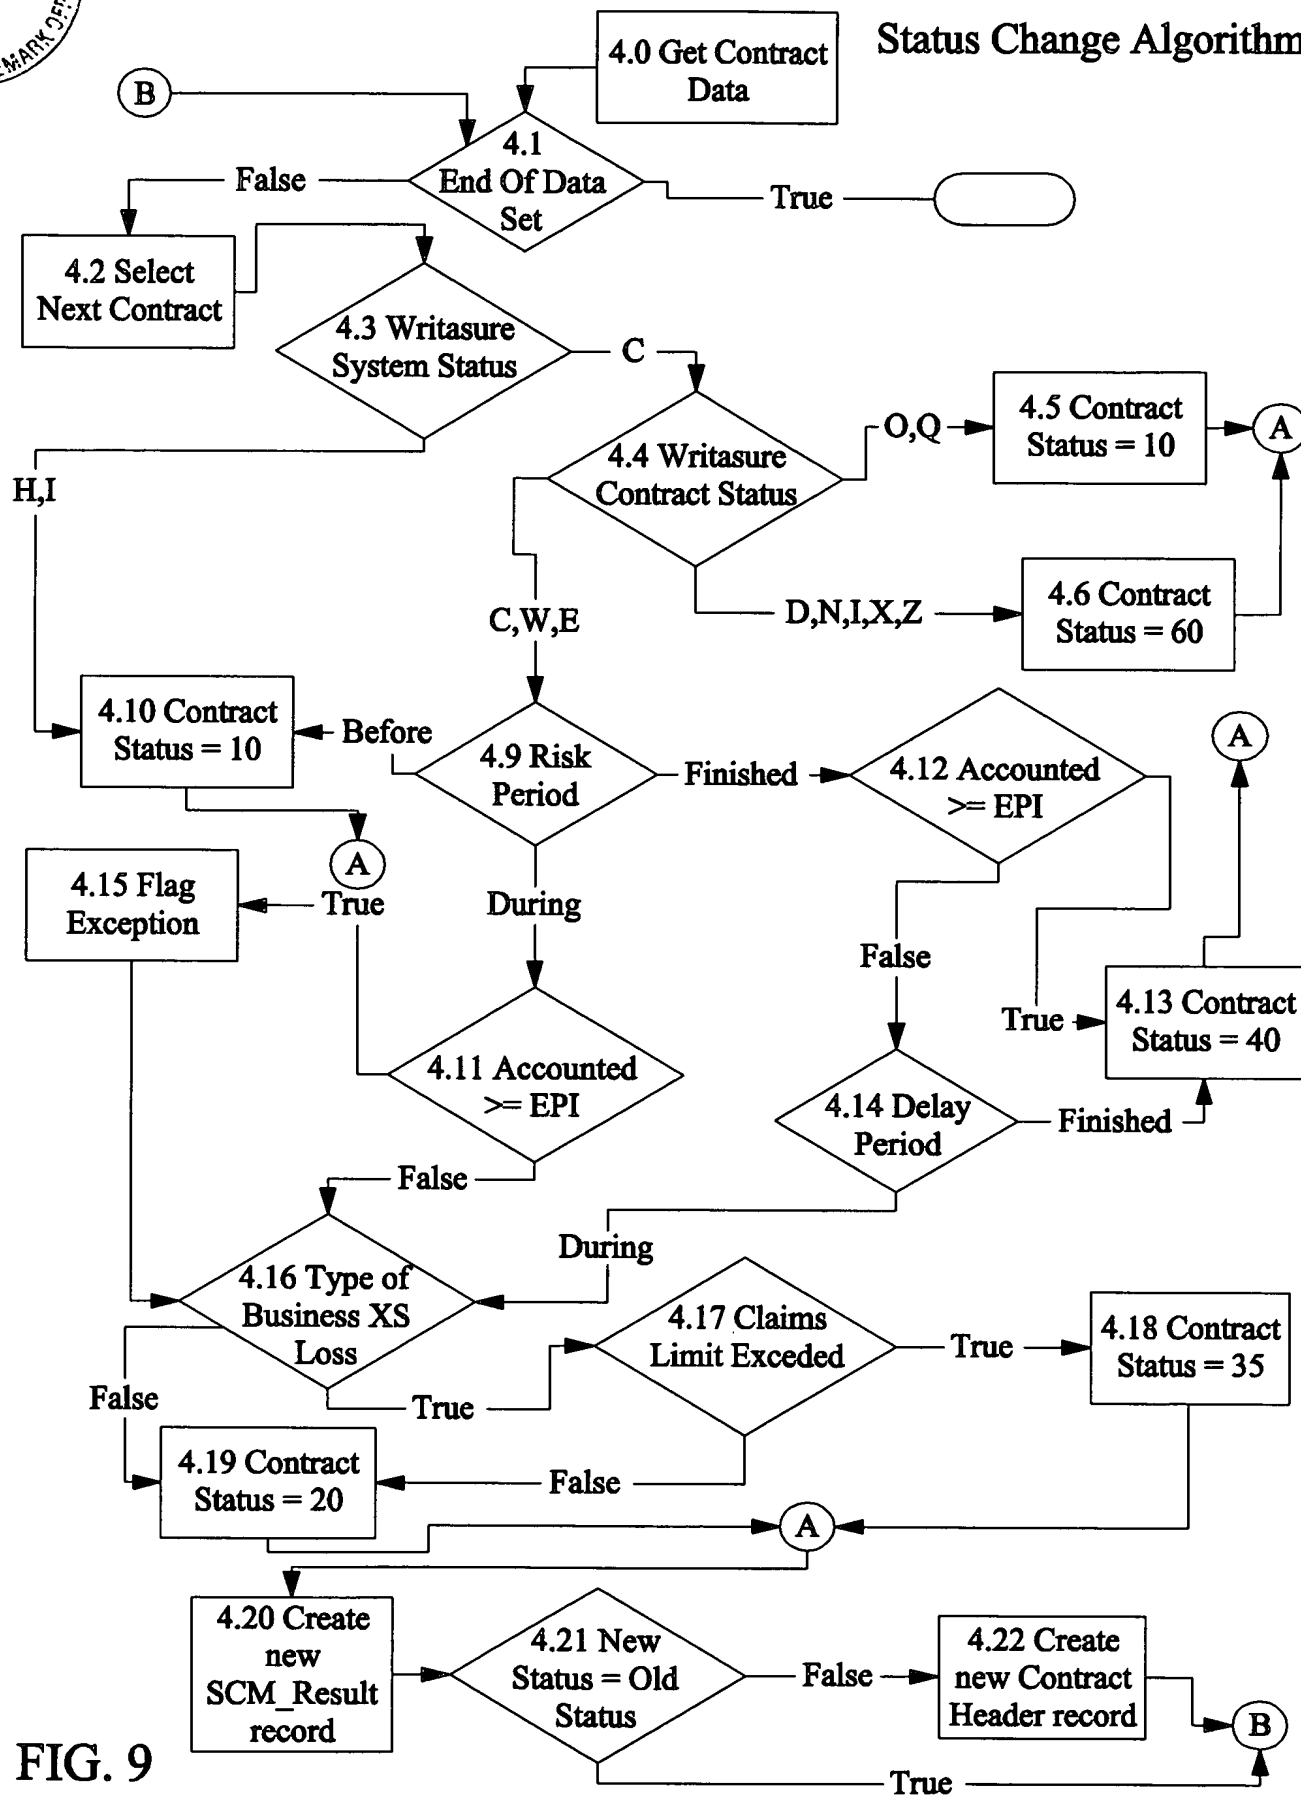 Status Change Algorithm
4.0 Get Contract
Data
B
4.1
End Of Data
Set
False
True
4.2 Select
Next Contract
4.3 Writasure
System Status
C
H,I
4.4 Writasure
Contract Status
O,Q
4.5 Contract
Status = 10
A
C,W,E
D,N,I,X,Z
4.6 Contract
Status = 60
4.10 Contract
Status = 10
Before
4.9 Risk
Period
Finished
4.12 Accounted
>= EPI
A
A
4.15 Flag
Exception
True
During
False
True
4.13 Contract
Status = 40
4.11 Accounted
>= EPI
4.14 Delay
Period
Finished
False
During
4.16 Type of
Business XS
Loss
4.17 Claims
Limit Exceded
True
4.18 Contract
Status = 35
False
True
4.19 Contract
Status = 20
False
A
4.20 Create
new
SCM_Result
record
4.21 New
Status = Old
Status
False
4.22 Create
new Contract
Header record
B
True
FIG. 9